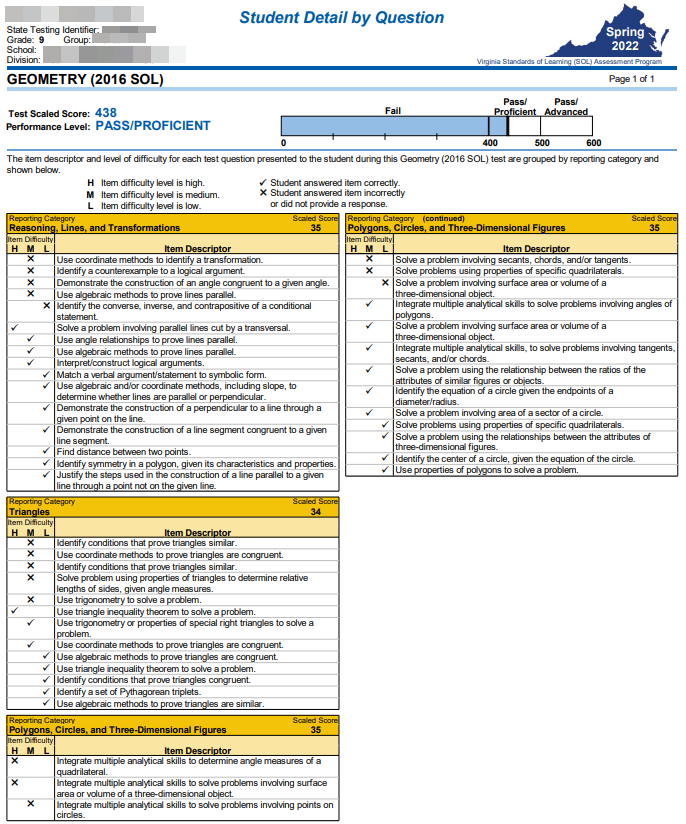 Student Detail by Question
State Testing Identifier:
Grade: 9 Group:
School:
Division:
Spring
2022
Virginia Standards of Learning (SOL) Assessment Program
GEOMETRY (2016 SOL)
Page 1 of 1
Test Scaled Score: 438
Performance Level: PASS/PROFICIENT
Fail
Pass/
Proficient
Pass/
Advanced
0 400 500 600
The item descriptor and level of difficulty for each test question presented to the student during this Geometry (2016 SOL) test are grouped by reporting category and
shown below.
H Item difficulty level is high.
M Item difficulty level is medium.
L Item difficulty level is low.
✓ Student answered item correctly.
✕ Student answered item incorrectly
or did not provide a response.
Reporting Category Scaled Score
Reasoning, Lines, and Transformations 35
Item Difficulty
H M L Item Descriptor
✕ Use coordinate methods to identify a transformation.
✕ Identify a counterexample to a logical argument.
✕ Demonstrate the construction of an angle congruent to a given angle.
✕ Use algebraic methods to prove lines parallel.
✕ Identify the converse, inverse, and contrapositive of a conditional
statement.
✓ Solve a problem involving parallel lines cut by a transversal.
✓ Use angle relationships to prove lines parallel.
✓ Use algebraic methods to prove lines parallel.
✓ Interpret/construct logical arguments.
✓ Match a verbal argument/statement to symbolic form.
✓ Use algebraic and/or coordinate methods, including slope, to
determine whether lines are parallel or perpendicular.
✓ Demonstrate the construction of a perpendicular to a line through a
given point on the line.
✓ Demonstrate the construction of a line segment congruent to a given
line segment.
✓ Find distance between two points.
✓ Identify symmetry in a polygon, given its characteristics and properties.
✓ Justify the steps used in the construction of a line parallel to a given
line through a point not on the given line.
Reporting Category Scaled Score
Triangles 34
Item Difficulty
H M L Item Descriptor
✕ Identify conditions that prove triangles similar.
✕ Use coordinate methods to prove triangles are congruent.
✕ Identify conditions that prove triangles similar.
✕ Solve problem using properties of triangles to determine relative
lengths of sides, given angle measures.
✕ Use trigonometry to solve a problem.
✓ Use triangle inequality theorem to solve a problem.
✓ Use trigonometry or properties of special right triangles to solve a
problem.
✓ Use coordinate methods to prove triangles are congruent.
✓ Use algebraic methods to prove triangles are congruent.
✓ Use triangle inequality theorem to solve a problem.
✓ Identify conditions that prove triangles congruent.
✓ Identify a set of Pythagorean triplets.
✓ Use algebraic methods to prove triangles are similar.
Reporting Category Scaled Score
Polygons, Circles, and Three-Dimensional Figures 35
Item Difficulty
H M L Item Descriptor
✕ Integrate multiple analytical skills to determine angle measures of a
quadrilateral.
✕ Integrate multiple analytical skills to solve problems involving surface
area or volume of a three-dimensional object.
✕ Integrate multiple analytical skills to solve problems involving points on
circles.
Reporting Category (continued) Scaled Score
Polygons, Circles, and Three-Dimensional Figures 35
Item Difficulty
H M L Item Descriptor
✕ Solve a problem involving secants, chords, and/or tangents.
✕ Solve problems using properties of specific quadrilaterals.
✕ Solve a problem involving surface area or volume of a
three-dimensional object.
✓ Integrate multiple analytical skills to solve problems involving angles of
polygons.
✓ Solve a problem involving surface area or volume of a
three-dimensional object.
✓ Integrate multiple analytical skills, to solve problems involving tangents,
secants, and/or chords.
✓ Solve a problem using the relationship between the ratios of the
attributes of similar figures or objects.
✓ Identify the equation of a circle given the endpoints of a
diameter/radius.
✓ Solve a problem involving area of a sector of a circle.
✓ Solve problems using properties of specific quadrilaterals.
✓ Solve a problem using the relationships between the attributes of
three-dimensional figures.
✓ Identify the center of a circle, given the equation of the circle.
✓ Use properties of polygons to solve a problem.